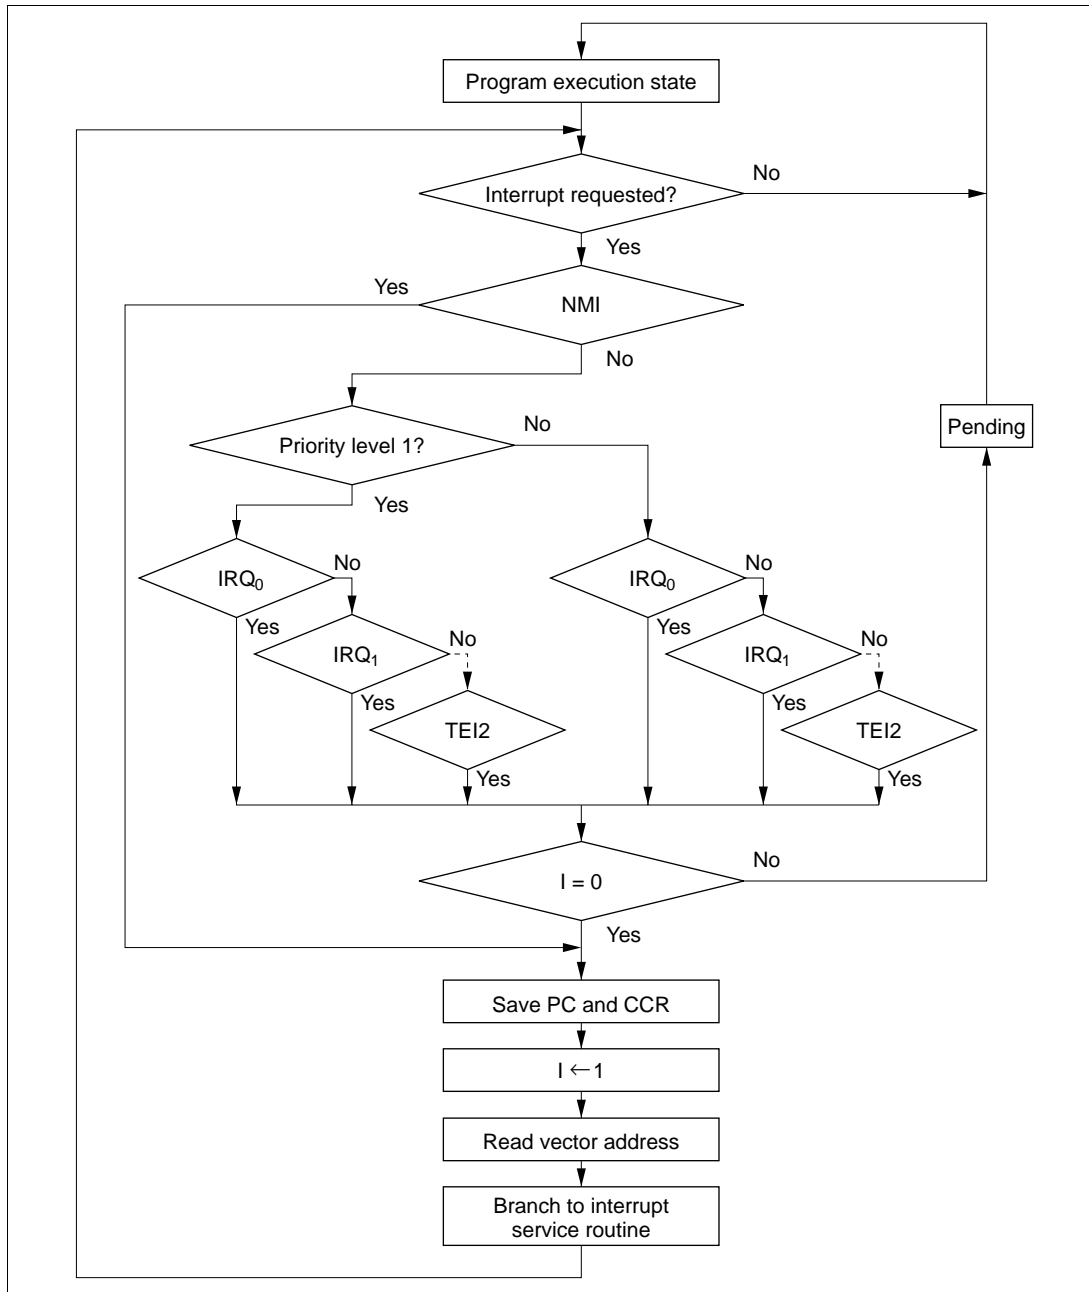 Program execution state
Interrupt requested?
No
Yes
Yes
NMI
No
Priority level 1?
No
Pending
Yes
IRQ0
No
IRQ0
No
Yes
IRQ1
No
Yes
IRQ1
No
Yes
TEI2
Yes
TEI2
Yes
Yes
I = 0
No
Yes
Save PC and CCR
I ← 1
Read vector address
Branch to interrupt
service routine